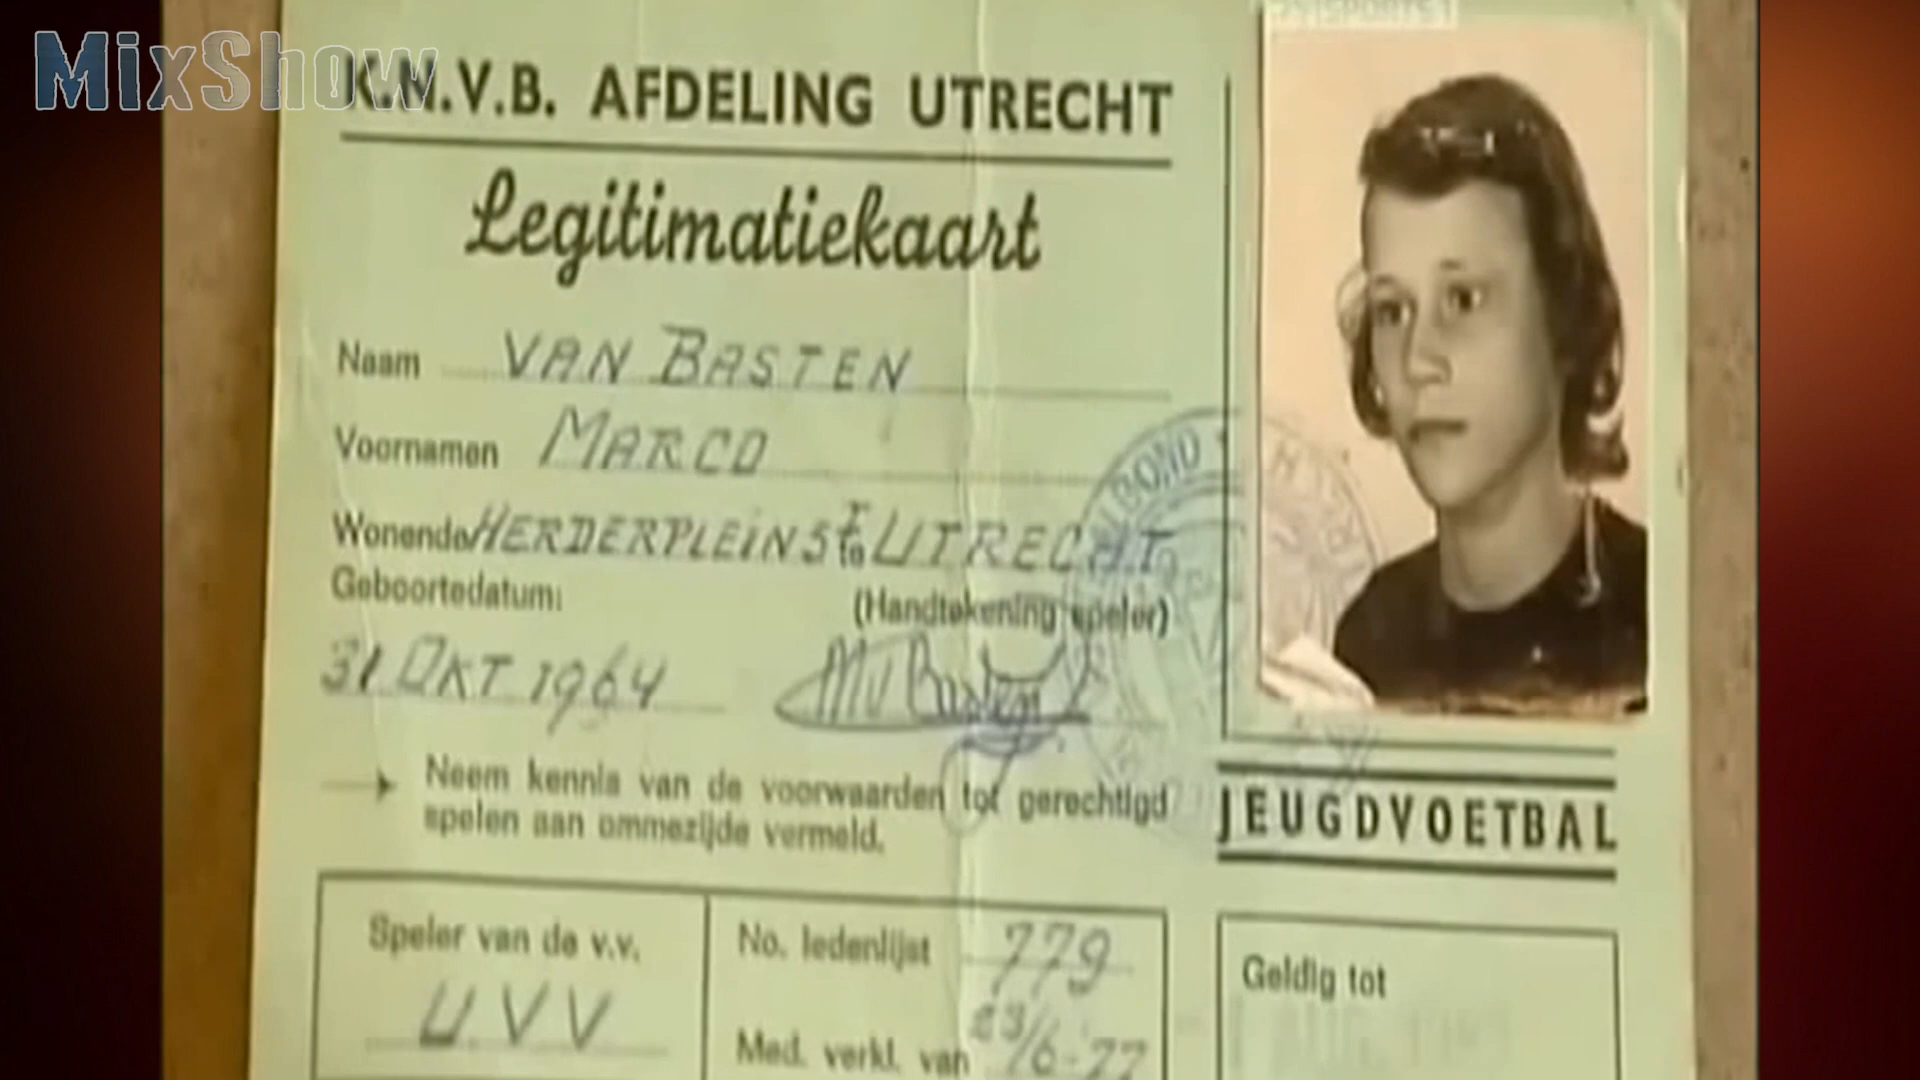 MixShow
K.N.V.B. AFDELING UTRECHT
Legitimatiekaart
Naam VAN BASTEN
Voornamen MARCO
Wonende HERDERPLEIN 5 te UTRECHT
Geboortedatum: (Handtekening speler)
31 OKT 1964 MvBasten
Neem kennis van de voorwaarden tot gerechtigd
spelen aan ommezijde vermeld.
JEUGDVOETBAL
Speler van de v.v. No. ledenlijst 779
U.V.V Med. verkl. van 23/6-77
Geldig tot